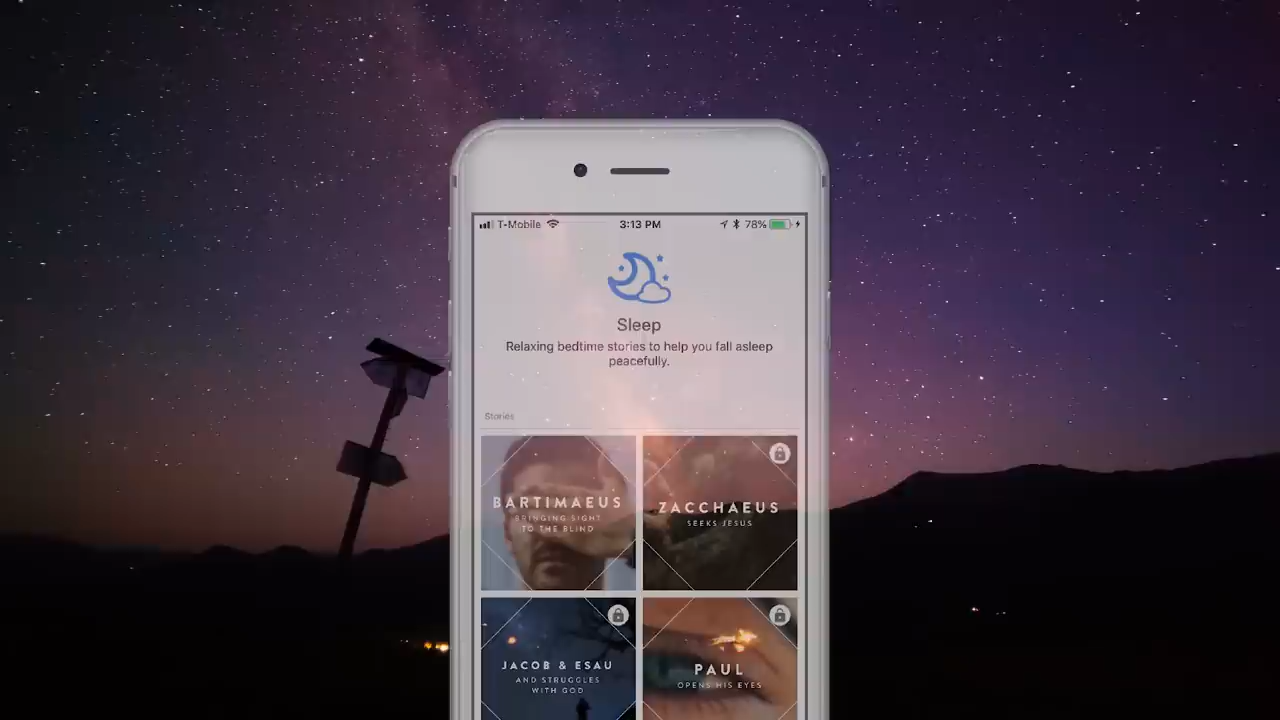 T-Mobile 3:13 PM 78%
Sleep
Relaxing bedtime stories to help you fall asleep
peacefully.
Stories
BARTIMAEUS
BRINGING SIGHT
TO THE BLIND
ZACCHAEUS
SEEKS JESUS
JACOB & ESAU
AND STRUGGLES
WITH GOD
PAUL
OPENS HIS EYES